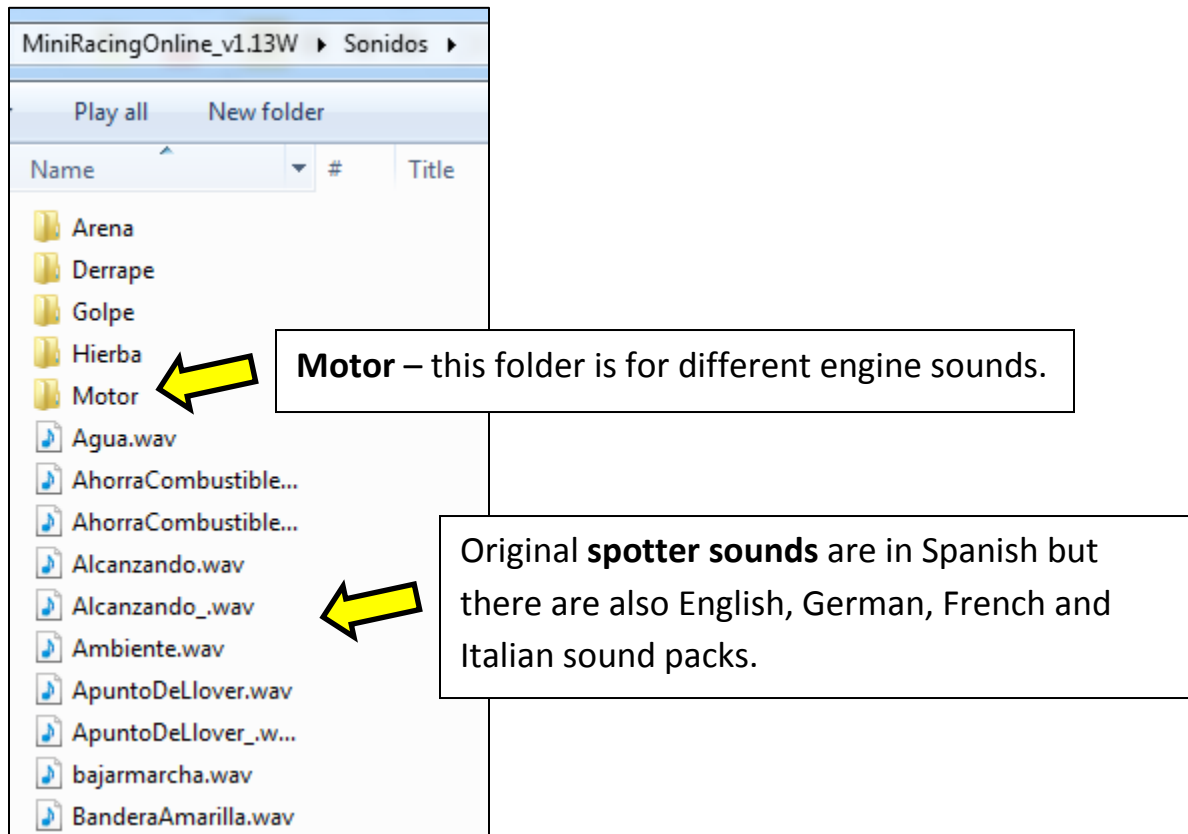 MiniRacingOnline_v1.13W ▸ Sonidos ▸
Play all New folder
Name # Title
Arena
Derrape
Golpe
Hierba
Motor
Motor – this folder is for different engine sounds.
Agua.wav
AhorraCombustible...
AhorraCombustible...
Alcanzando.wav
Alcanzando_.wav
Ambiente.wav
ApuntoDeLlover.wav
ApuntoDeLlover_.w...
bajarmarcha.wav
BanderaAmarilla.wav
Original spotter sounds are in Spanish but
there are also English, German, French and
Italian sound packs.